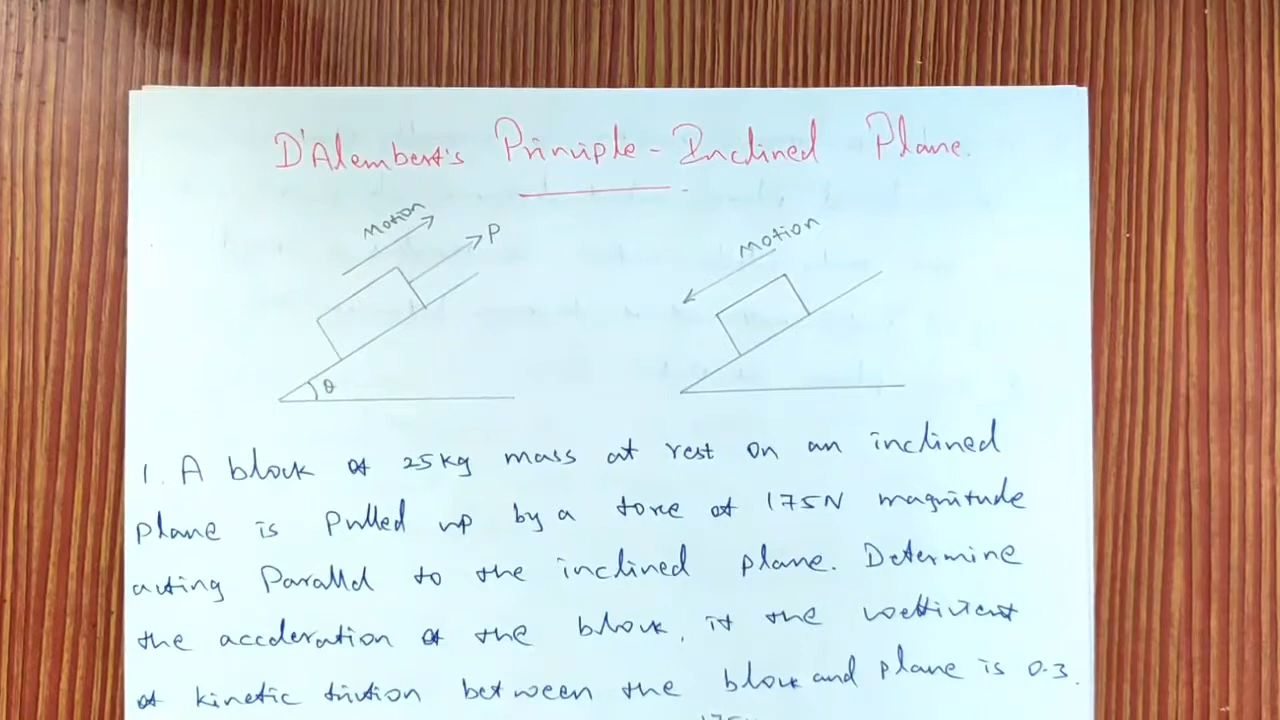 D'Alembert's Principle - Inclined Plane.
Motion
P
θ
Motion
1. A block of 25kg mass at rest on an inclined
plane is pulled up by a force of 175N magnitude
acting Parallel to the inclined plane. Determine
the acceleration of the block, if the coefficient
of kinetic friction between the block and plane is 0.3.